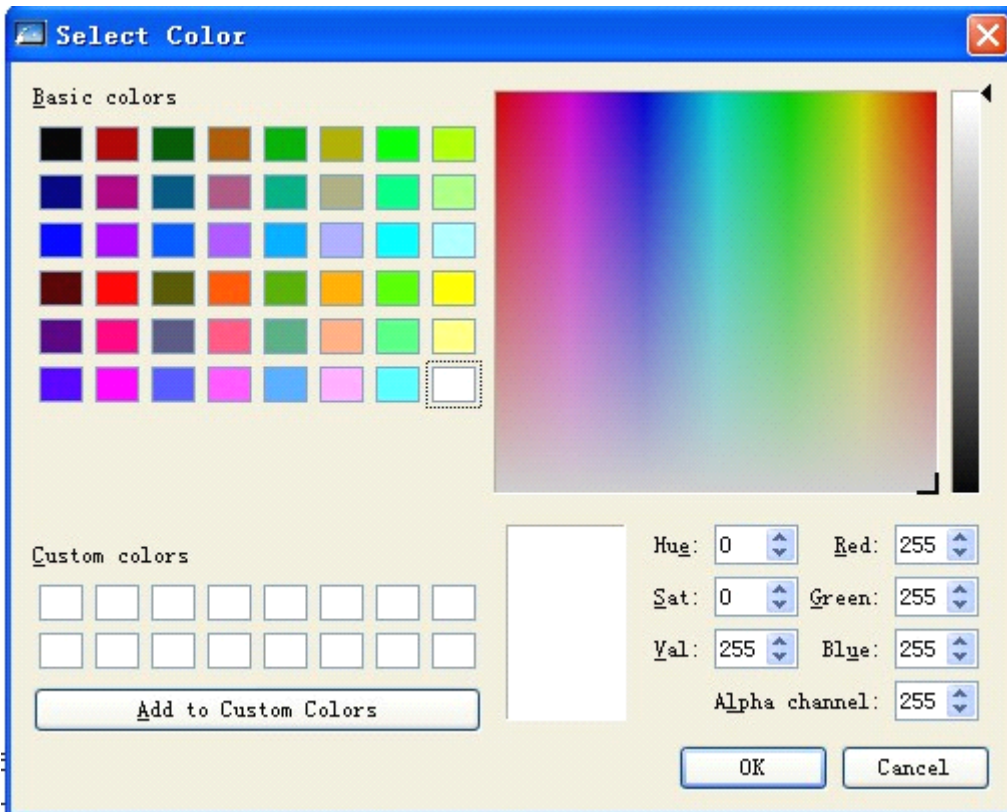 Select Color
Basic colors
Custom colors
Add to Custom Colors
Hue: 0 Red: 255
Sat: 0 Green: 255
Val: 255 Blue: 255
Alpha channel: 255
OK Cancel